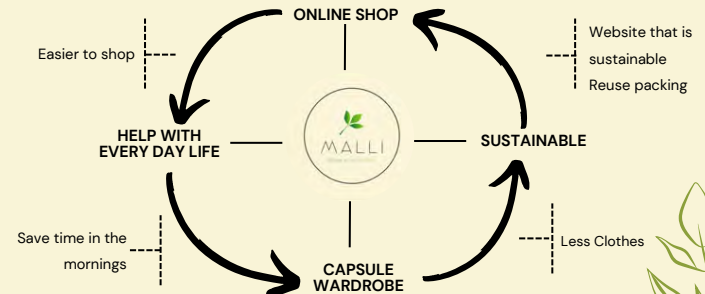 ONLINE SHOP
Easier to shop
Website that is
sustainable
Reuse packing
HELP WITH
EVERY DAY LIFE
MALLI
SUSTAINABLE
Save time in the
mornings
Less Clothes
CAPSULE
WARDROBE